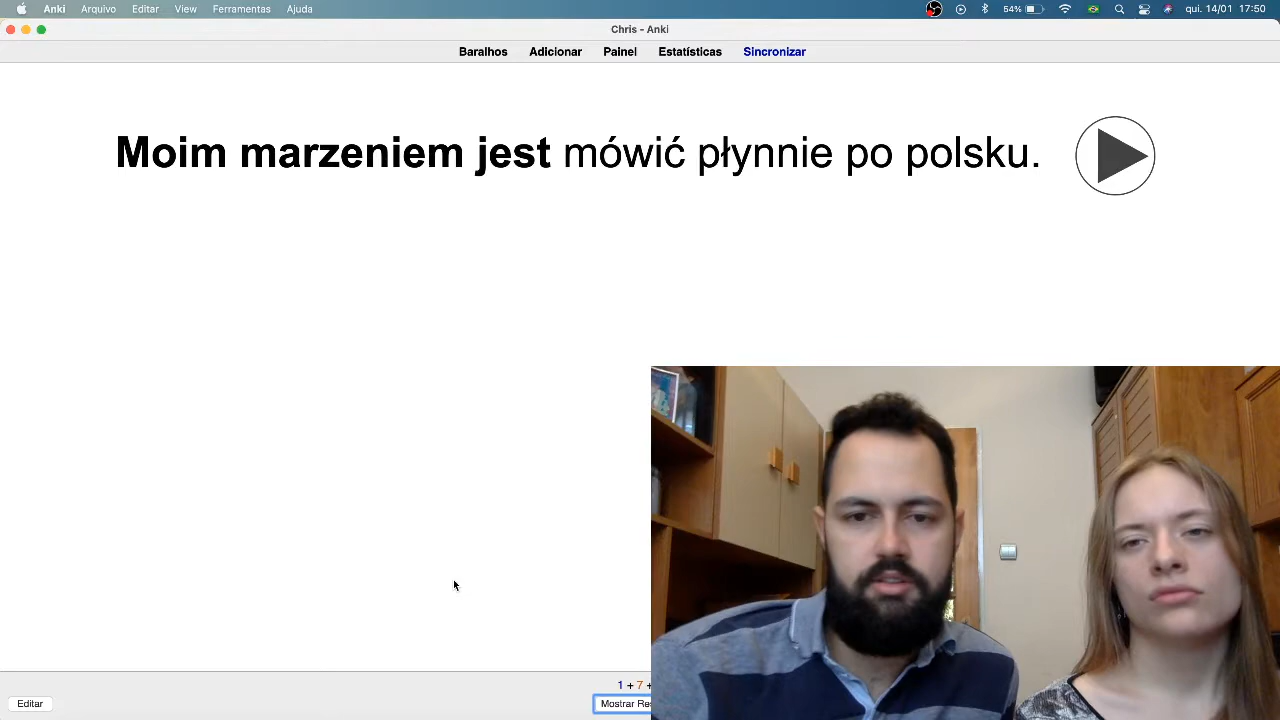 Anki Arquivo Editar View Ferramentas Ajuda 54% qui. 14/01 17:50
Chris - Anki
Baralhos Adicionar Painel Estatísticas Sincronizar
Moim marzeniem jest mówić płynnie po polsku.
1 + 7 +
Editar Mostrar Res